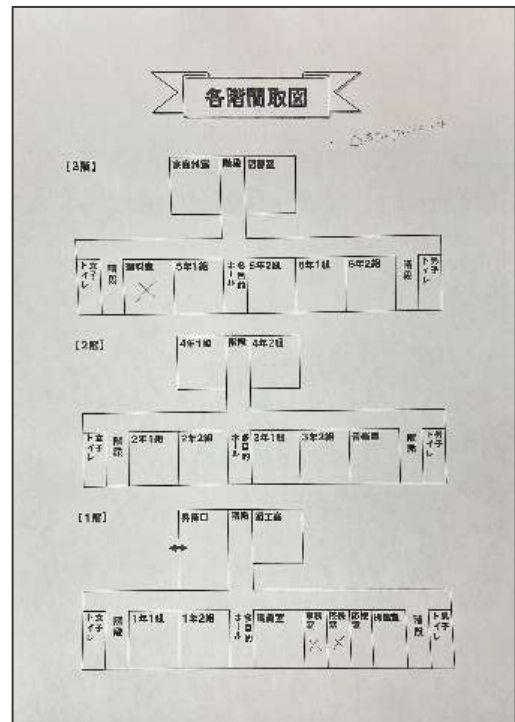 各階間取図
【3階】
家庭科室 階段 図書室
女子トイレ 階段 資料室 5年1組 多目的ホール 5年2組 6年1組 6年2組 階段 男子トイレ
【2階】
4年1組 階段 4年2組
女子トイレ 階段 2年1組 2年2組 多目的ホール 3年1組 3年2組 音楽室 階段 男子トイレ
【1階】
昇降口 階段 図工室
女子トイレ 階段 1年1組 1年2組 多目的ホール 職員室 事務室 校長室 応接室 保健室 階段 男子トイレ